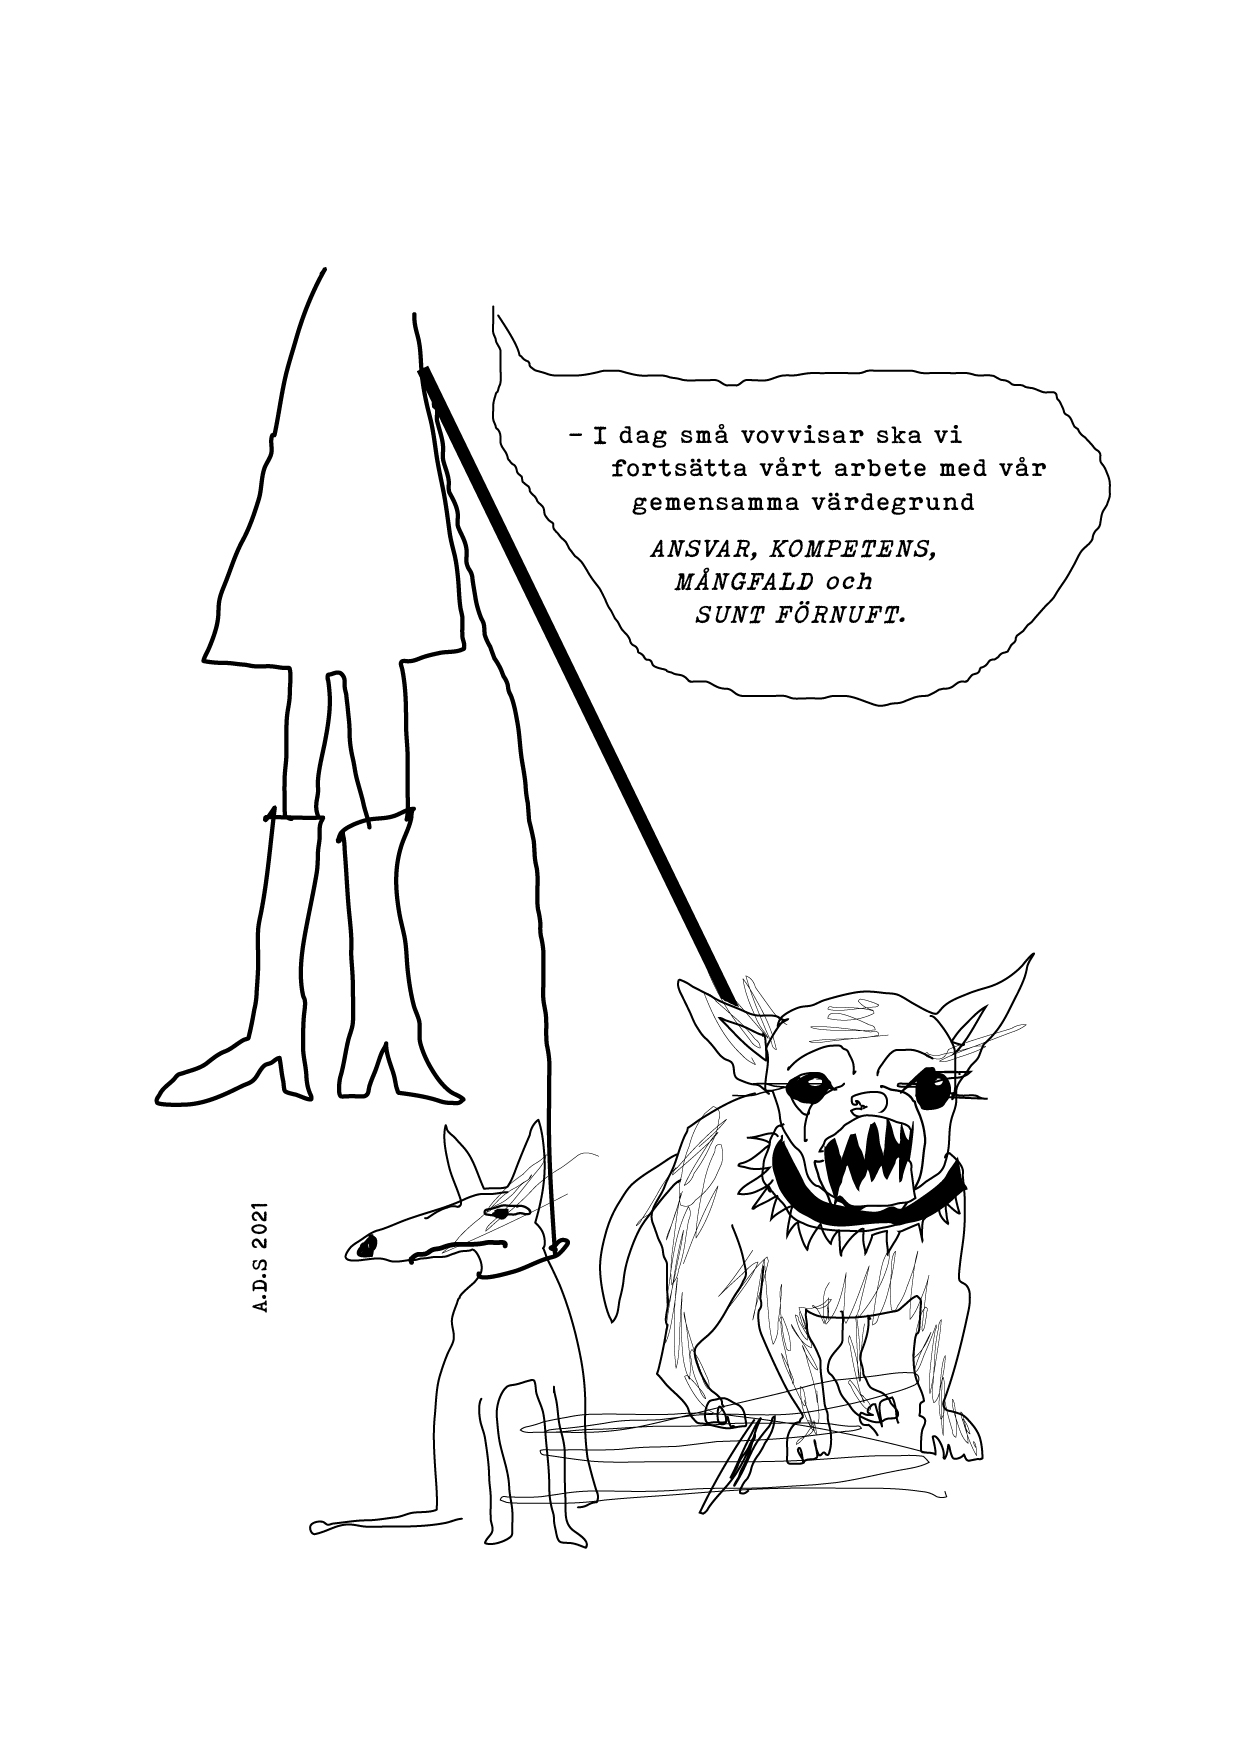 – I dag små vovvisar ska vi
fortsätta vårt arbete med vår
gemensamma värdegrund
ANSVAR, KOMPETENS,
MÅNGFALD och
SUNT FÖRNUFT.
A.D.S 2021